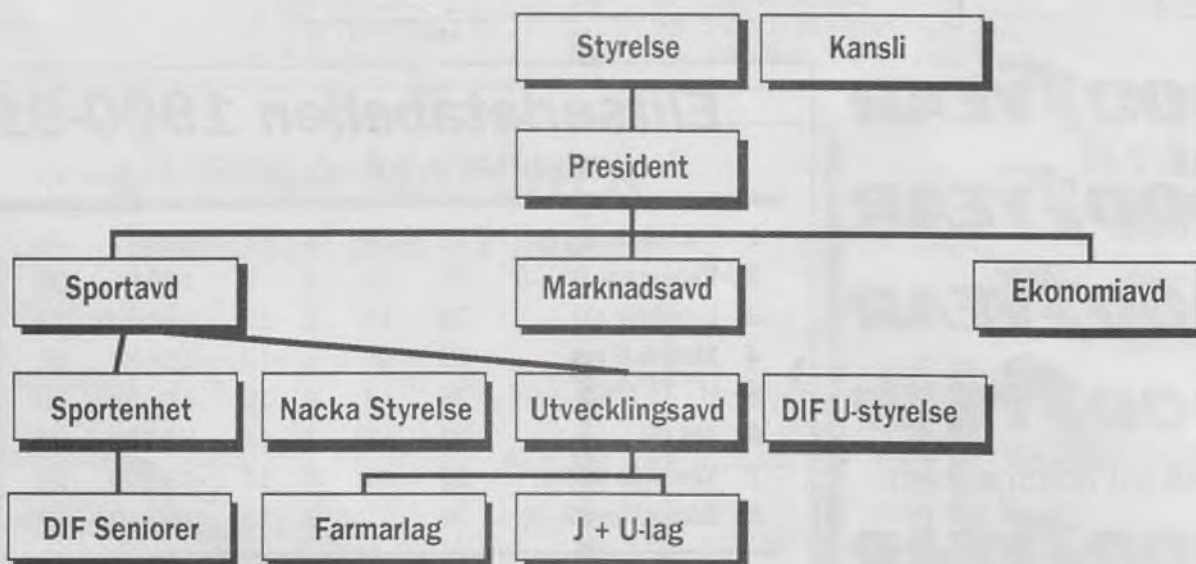 Styrelse
Kansli
President
Sportavd
Marknadsavd
Ekonomiavd
Sportenhet
Nacka Styrelse
Utvecklingsavd
DIF U-styrelse
DIF Seniorer
Farmarlag
J + U-lag